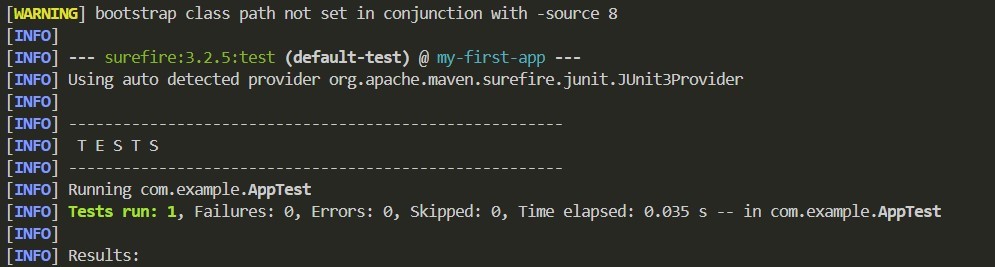 [WARNING] bootstrap class path not set in conjunction with -source 8
[INFO]
[INFO] --- surefire:3.2.5:test (default-test) @ my-first-app ---
[INFO] Using auto detected provider org.apache.maven.surefire.junit.JUnit3Provider
[INFO]
[INFO] -------------------------------------------------------
[INFO]  T E S T S
[INFO] -------------------------------------------------------
[INFO] Running com.example.AppTest
[INFO] Tests run: 1, Failures: 0, Errors: 0, Skipped: 0, Time elapsed: 0.035 s -- in com.example.AppTest
[INFO]
[INFO] Results: